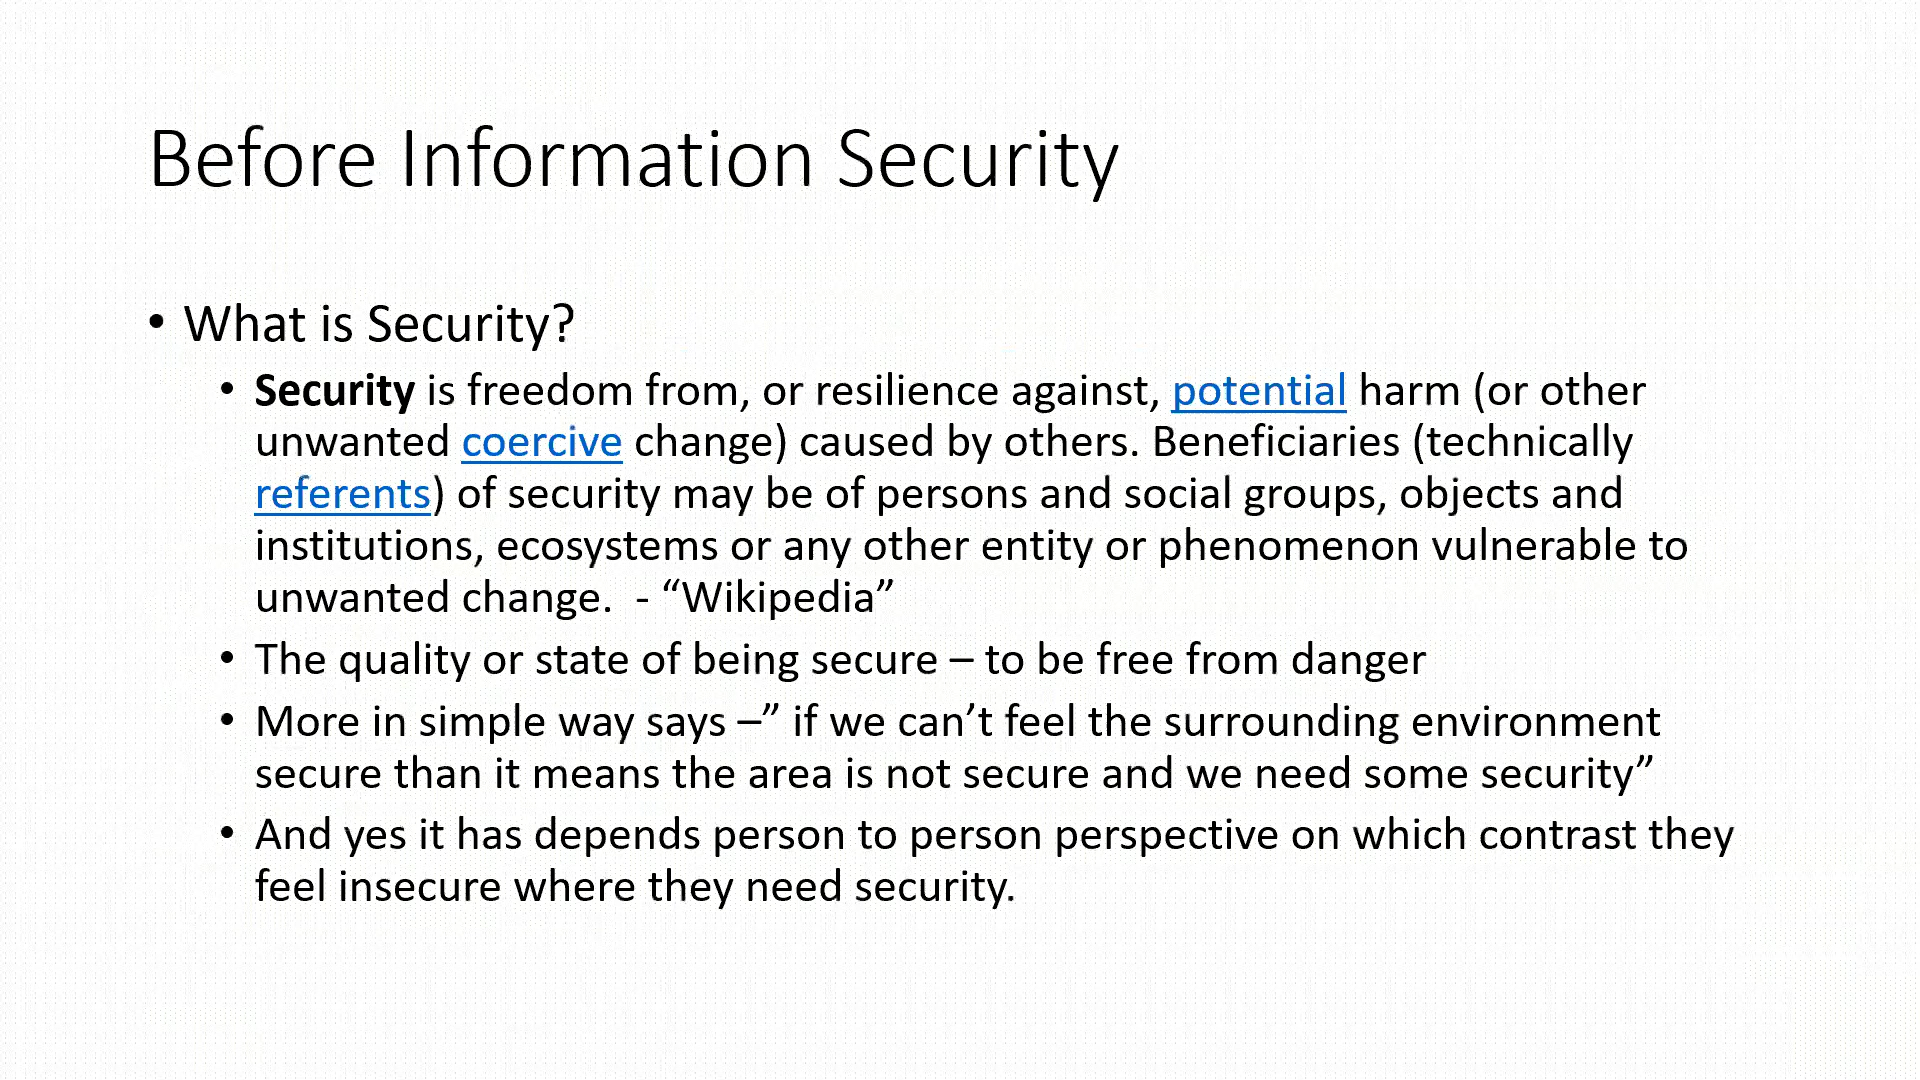 Before Information Security
• What is Security?
• Security is freedom from, or resilience against, potential harm (or other
unwanted coercive change) caused by others. Beneficiaries (technically
referents) of security may be of persons and social groups, objects and
institutions, ecosystems or any other entity or phenomenon vulnerable to
unwanted change.  - “Wikipedia”
• The quality or state of being secure – to be free from danger
• More in simple way says –” if we can’t feel the surrounding environment
secure than it means the area is not secure and we need some security”
• And yes it has depends person to person perspective on which contrast they
feel insecure where they need security.